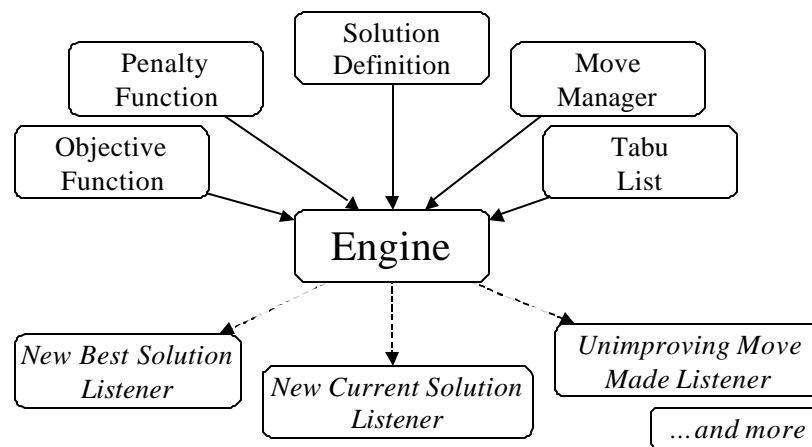 Solution
Definition
Penalty
Function
Move
Manager
Objective
Function
Tabu
List
Engine
New Best Solution
Listener
New Current Solution
Listener
Unimproving Move
Made Listener
...and more